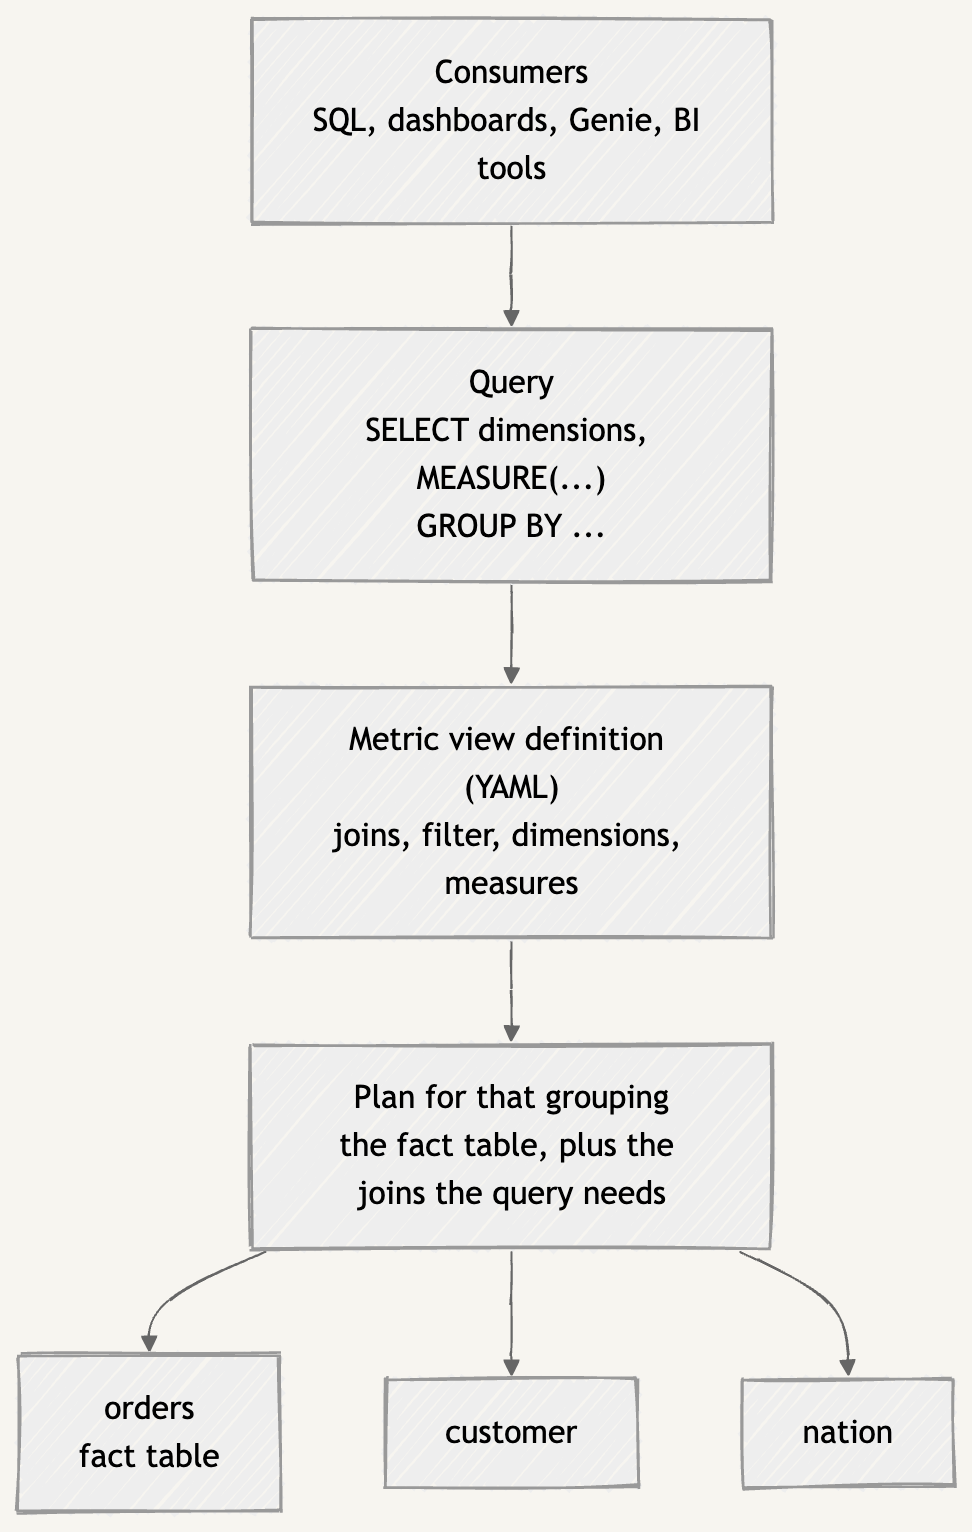 Consumers
SQL, dashboards, Genie, BI
tools
Query
SELECT dimensions,
MEASURE(...)
GROUP BY ...
Metric view definition
(YAML)
joins, filter, dimensions,
measures
Plan for that grouping
the fact table, plus the
joins the query needs
orders
fact table
customer
nation